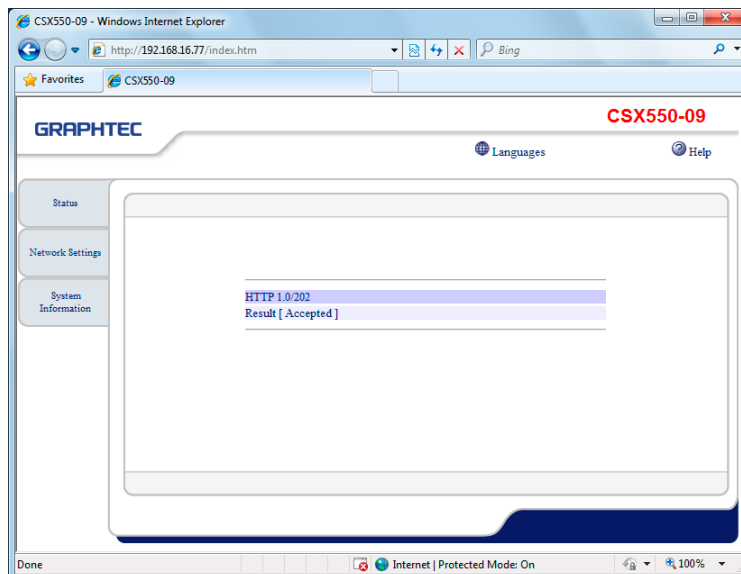 CSX550-09 - Windows Internet Explorer
http://192.168.16.77/index.htm
Bing
Favorites
CSX550-09
GRAPHTEC
CSX550-09
Languages
Help
Status
Network Settings
System
Information
HTTP 1.0/202
Result [ Accepted ]
Done
Internet | Protected Mode: On
100%